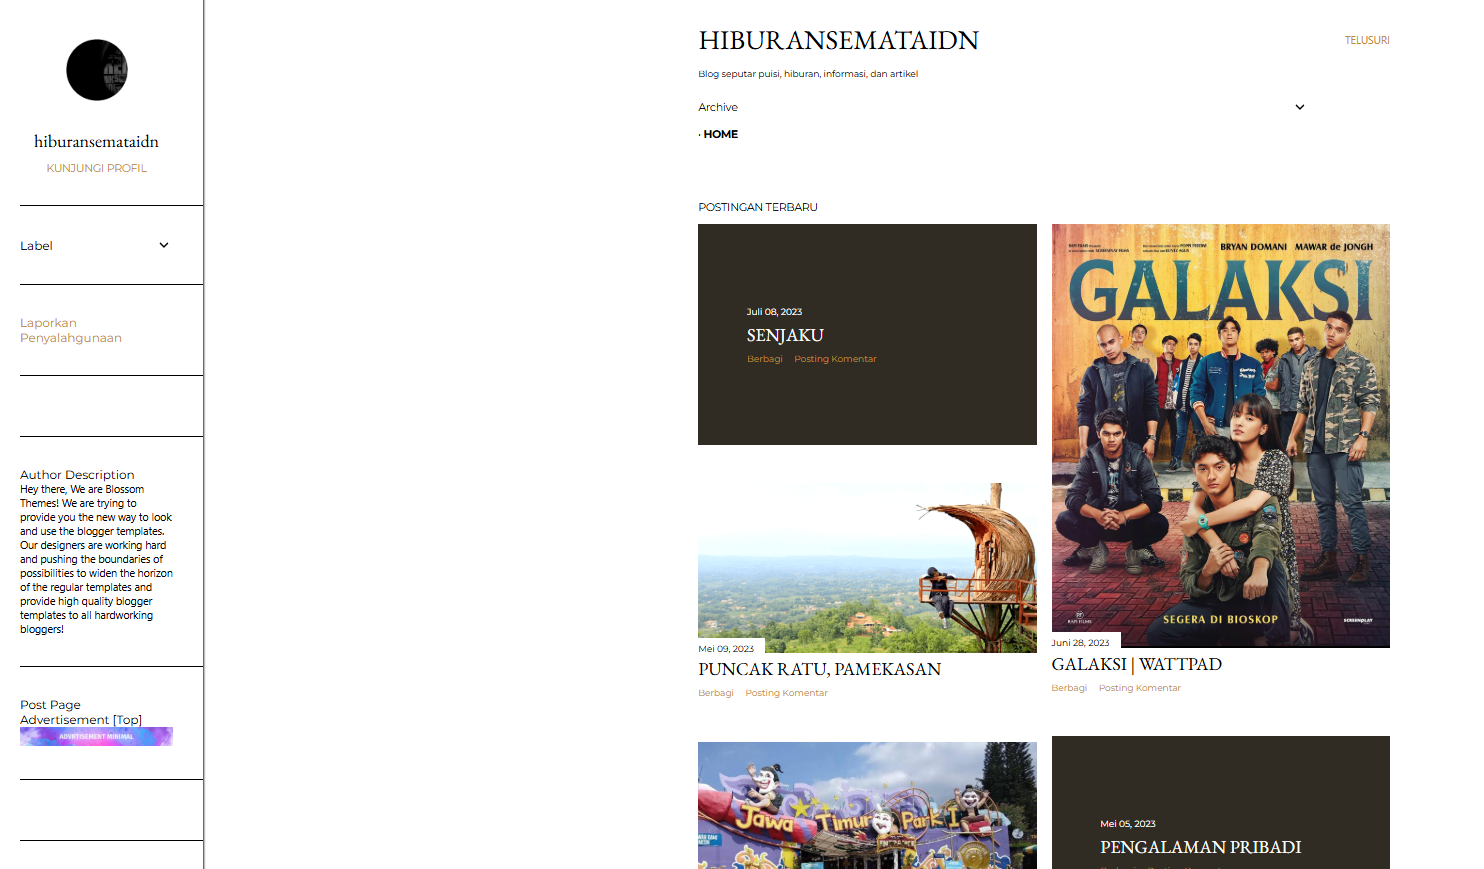 hiburansemataidn
KUNJUNGI PROFIL
Label
Laporkan
Penyalahgunaan
Author Description
Hey there, We are Blossom
Themes! We are trying to
provide you the new way to look
and use the blogger templates.
Our designers are working hard
and pushing the boundaries of
possibilities to widen the horizon
of the regular templates and
provide high quality blogger
templates to all hardworking
bloggers!
Post Page
Advertisement [Top]
ADVRTISEMENT MINIMAL
HIBURANSEMATAIDN
TELUSURI
Blog seputar puisi, hiburan, informasi, dan artikel
Archive
· HOME
POSTINGAN TERBARU
Juli 08, 2023
SENJAKU
Berbagi Posting Komentar
BRYAN DOMANI MAWAR de JONGH
GALAKSI
RAPI FILMS
SEGERA DI BIOSKOP
SCREENPLAY
Juni 28, 2023
GALAKSI | WATTPAD
Berbagi Posting Komentar
Mei 09, 2023
PUNCAK RATU, PAMEKASAN
Berbagi Posting Komentar
Jawa Timur Park I
Mei 05, 2023
PENGALAMAN PRIBADI